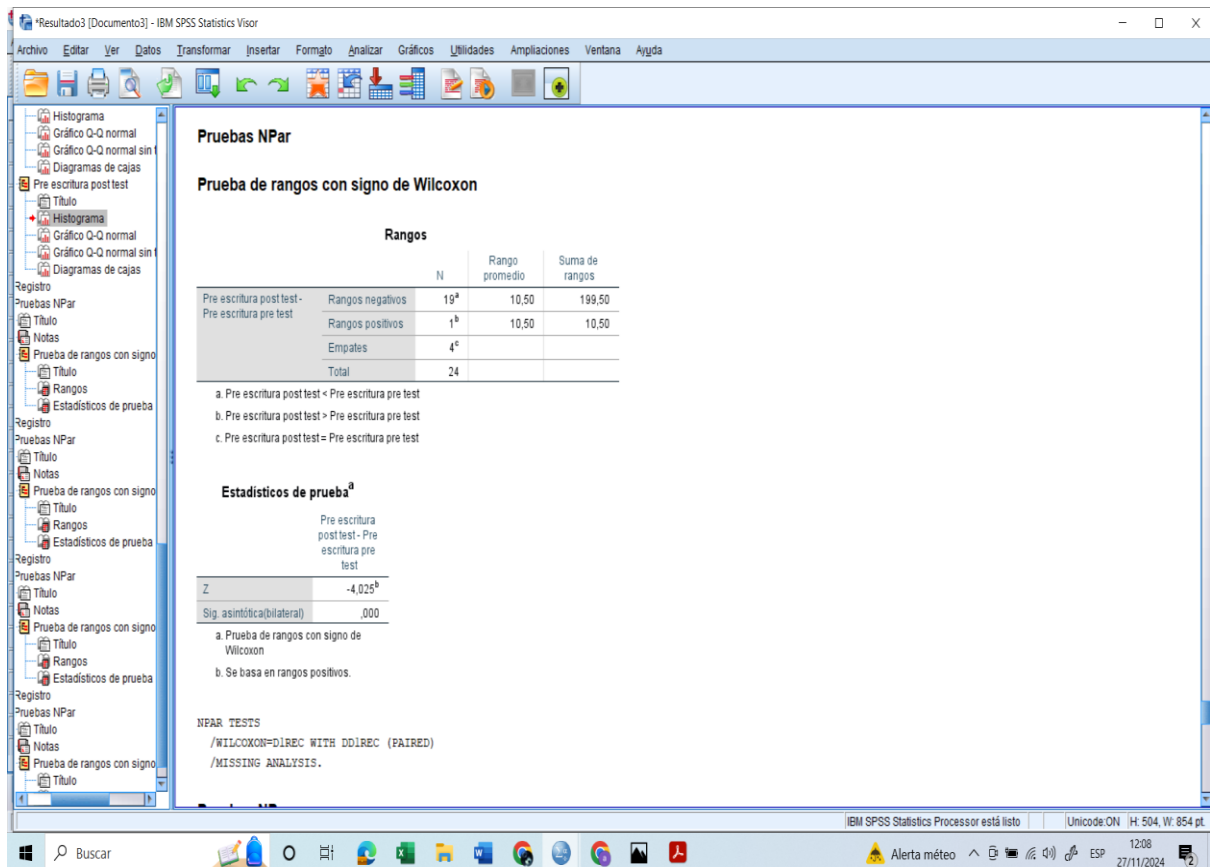 *Resultado3 [Documento3] - IBM SPSS Statistics Visor
Archivo Editar Ver Datos Transformar Insertar Formato Analizar Gráficos Utilidades Ampliaciones Ventana Ayuda
Histograma
Gráfico Q-Q normal
Gráfico Q-Q normal sin t
Diagramas de cajas
Pre escritura post test
Título
Histograma
Gráfico Q-Q normal
Gráfico Q-Q normal sin t
Diagramas de cajas
Registro
Pruebas NPar
Título
Notas
Prueba de rangos con signo
Título
Rangos
Estadísticos de prueba
Registro
Pruebas NPar
Título
Notas
Prueba de rangos con signo
Título
Rangos
Estadísticos de prueba
Registro
Pruebas NPar
Título
Notas
Prueba de rangos con signo
Título
Rangos
Estadísticos de prueba
Registro
Pruebas NPar
Título
Notas
Prueba de rangos con signo
Título
Pruebas NPar
Prueba de rangos con signo de Wilcoxon
Rangos
N Rango promedio Suma de rangos
Pre escritura post test - Pre escritura pre test Rangos negativos 19a 10,50 199,50
Rangos positivos 1b 10,50 10,50
Empates 4c
Total 24
a. Pre escritura post test < Pre escritura pre test
b. Pre escritura post test > Pre escritura pre test
c. Pre escritura post test = Pre escritura pre test
Estadísticos de prueba a
Pre escritura
post test - Pre
escritura pre
test
Z -4,025b
Sig. asintótica(bilateral) ,000
a. Prueba de rangos con signo de
Wilcoxon
b. Se basa en rangos positivos.
NPAR TESTS
/WILCOXON=D1REC WITH DD1REC (PAIRED)
/MISSING ANALYSIS.
IBM SPSS Statistics Processor está listo Unicode:ON H: 504, W: 854 pt.
Buscar
Alerta méteo ESP 12:08
27/11/2024
2